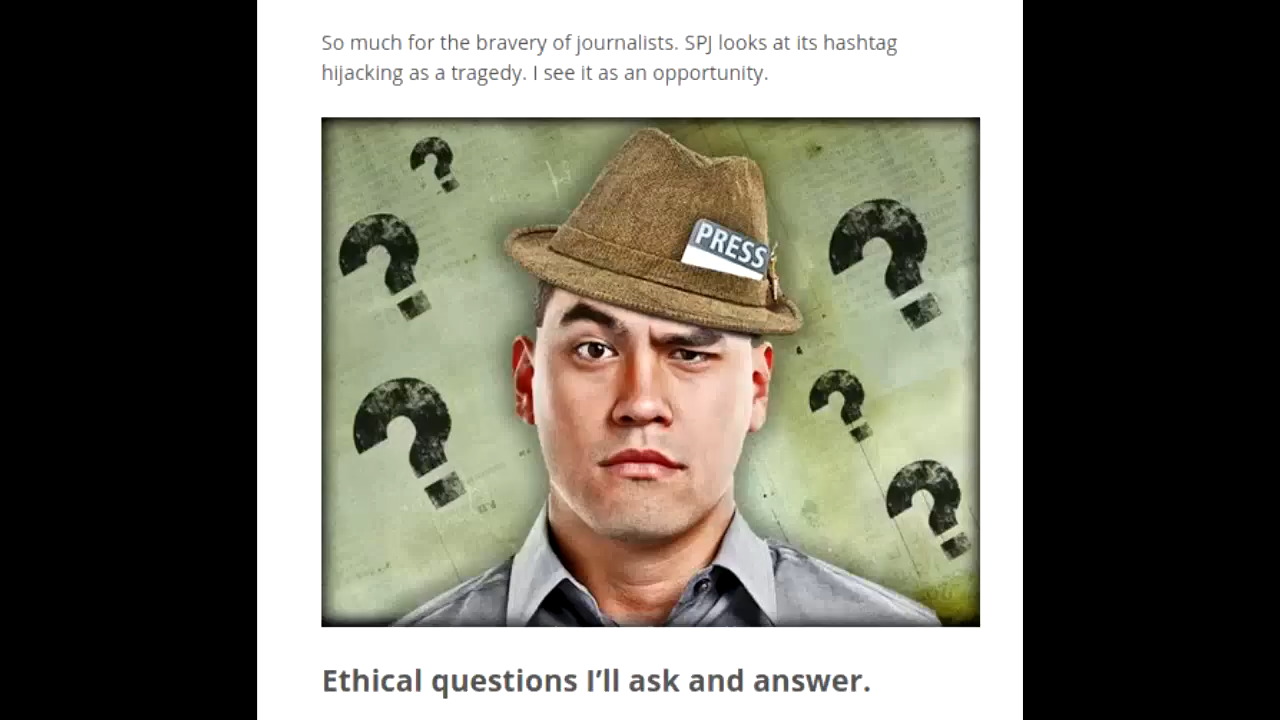 So much for the bravery of journalists. SPJ looks at its hashtag
hijacking as a tragedy. I see it as an opportunity.
? ? ? ? ? ? ?
PRESS
Ethical questions I’ll ask and answer.